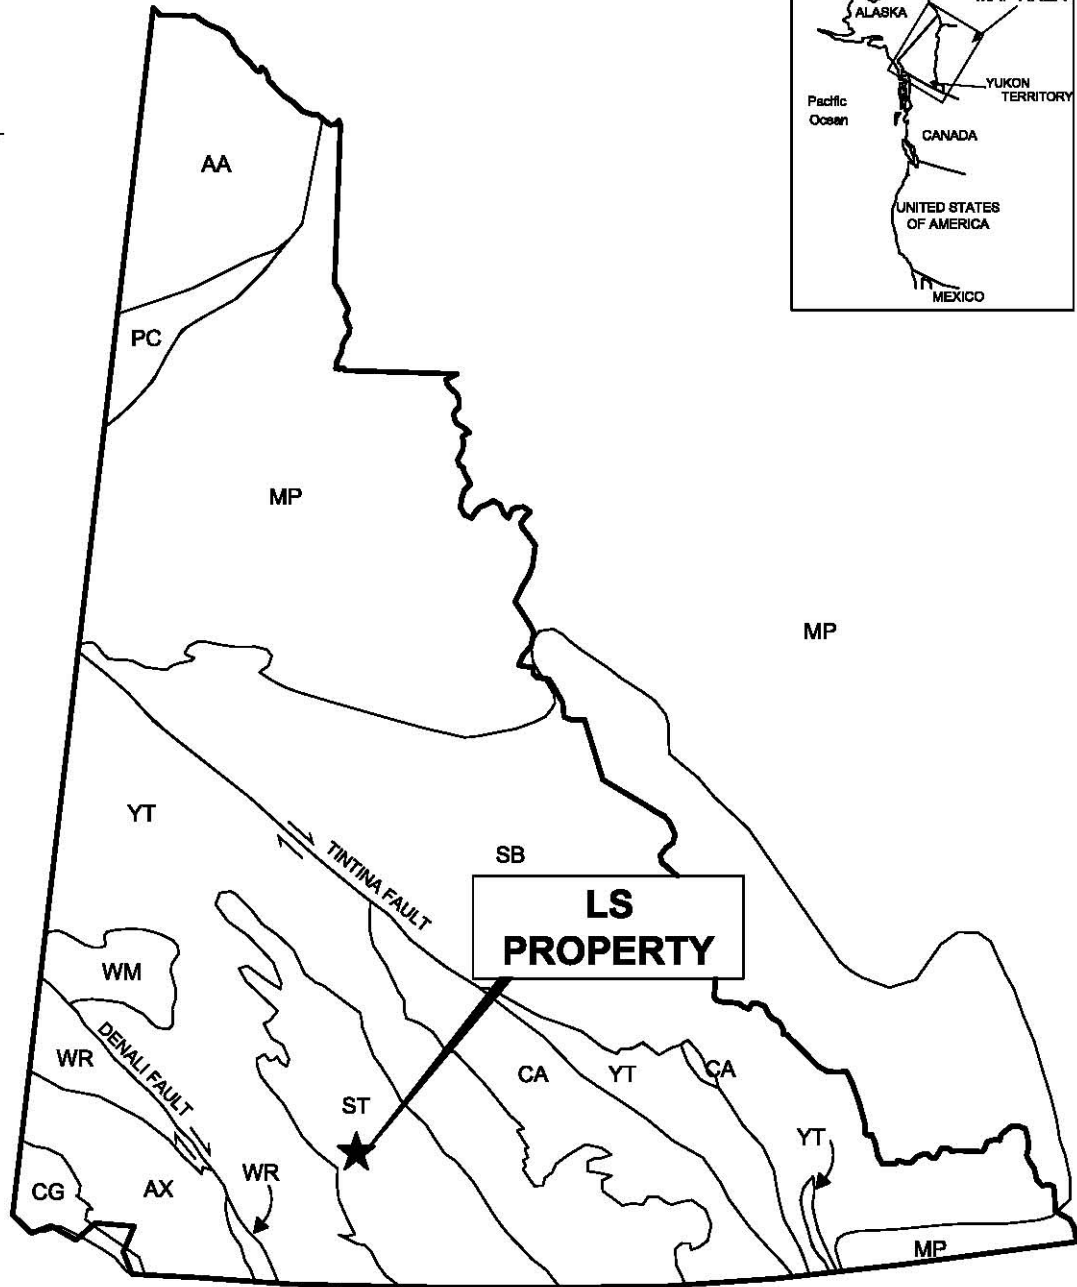 ALASKA
YUKON
TERRITORY
Pacific
Ocean
CANADA
UNITED STATES
OF AMERICA
MEXICO
AA
PC
MP
MP
YT
TINTINA FAULT
SB
LS
PROPERTY
WM
DENALI FAULT
WR
CA
YT
CA
ST
YT
WR
CG
AX
MP